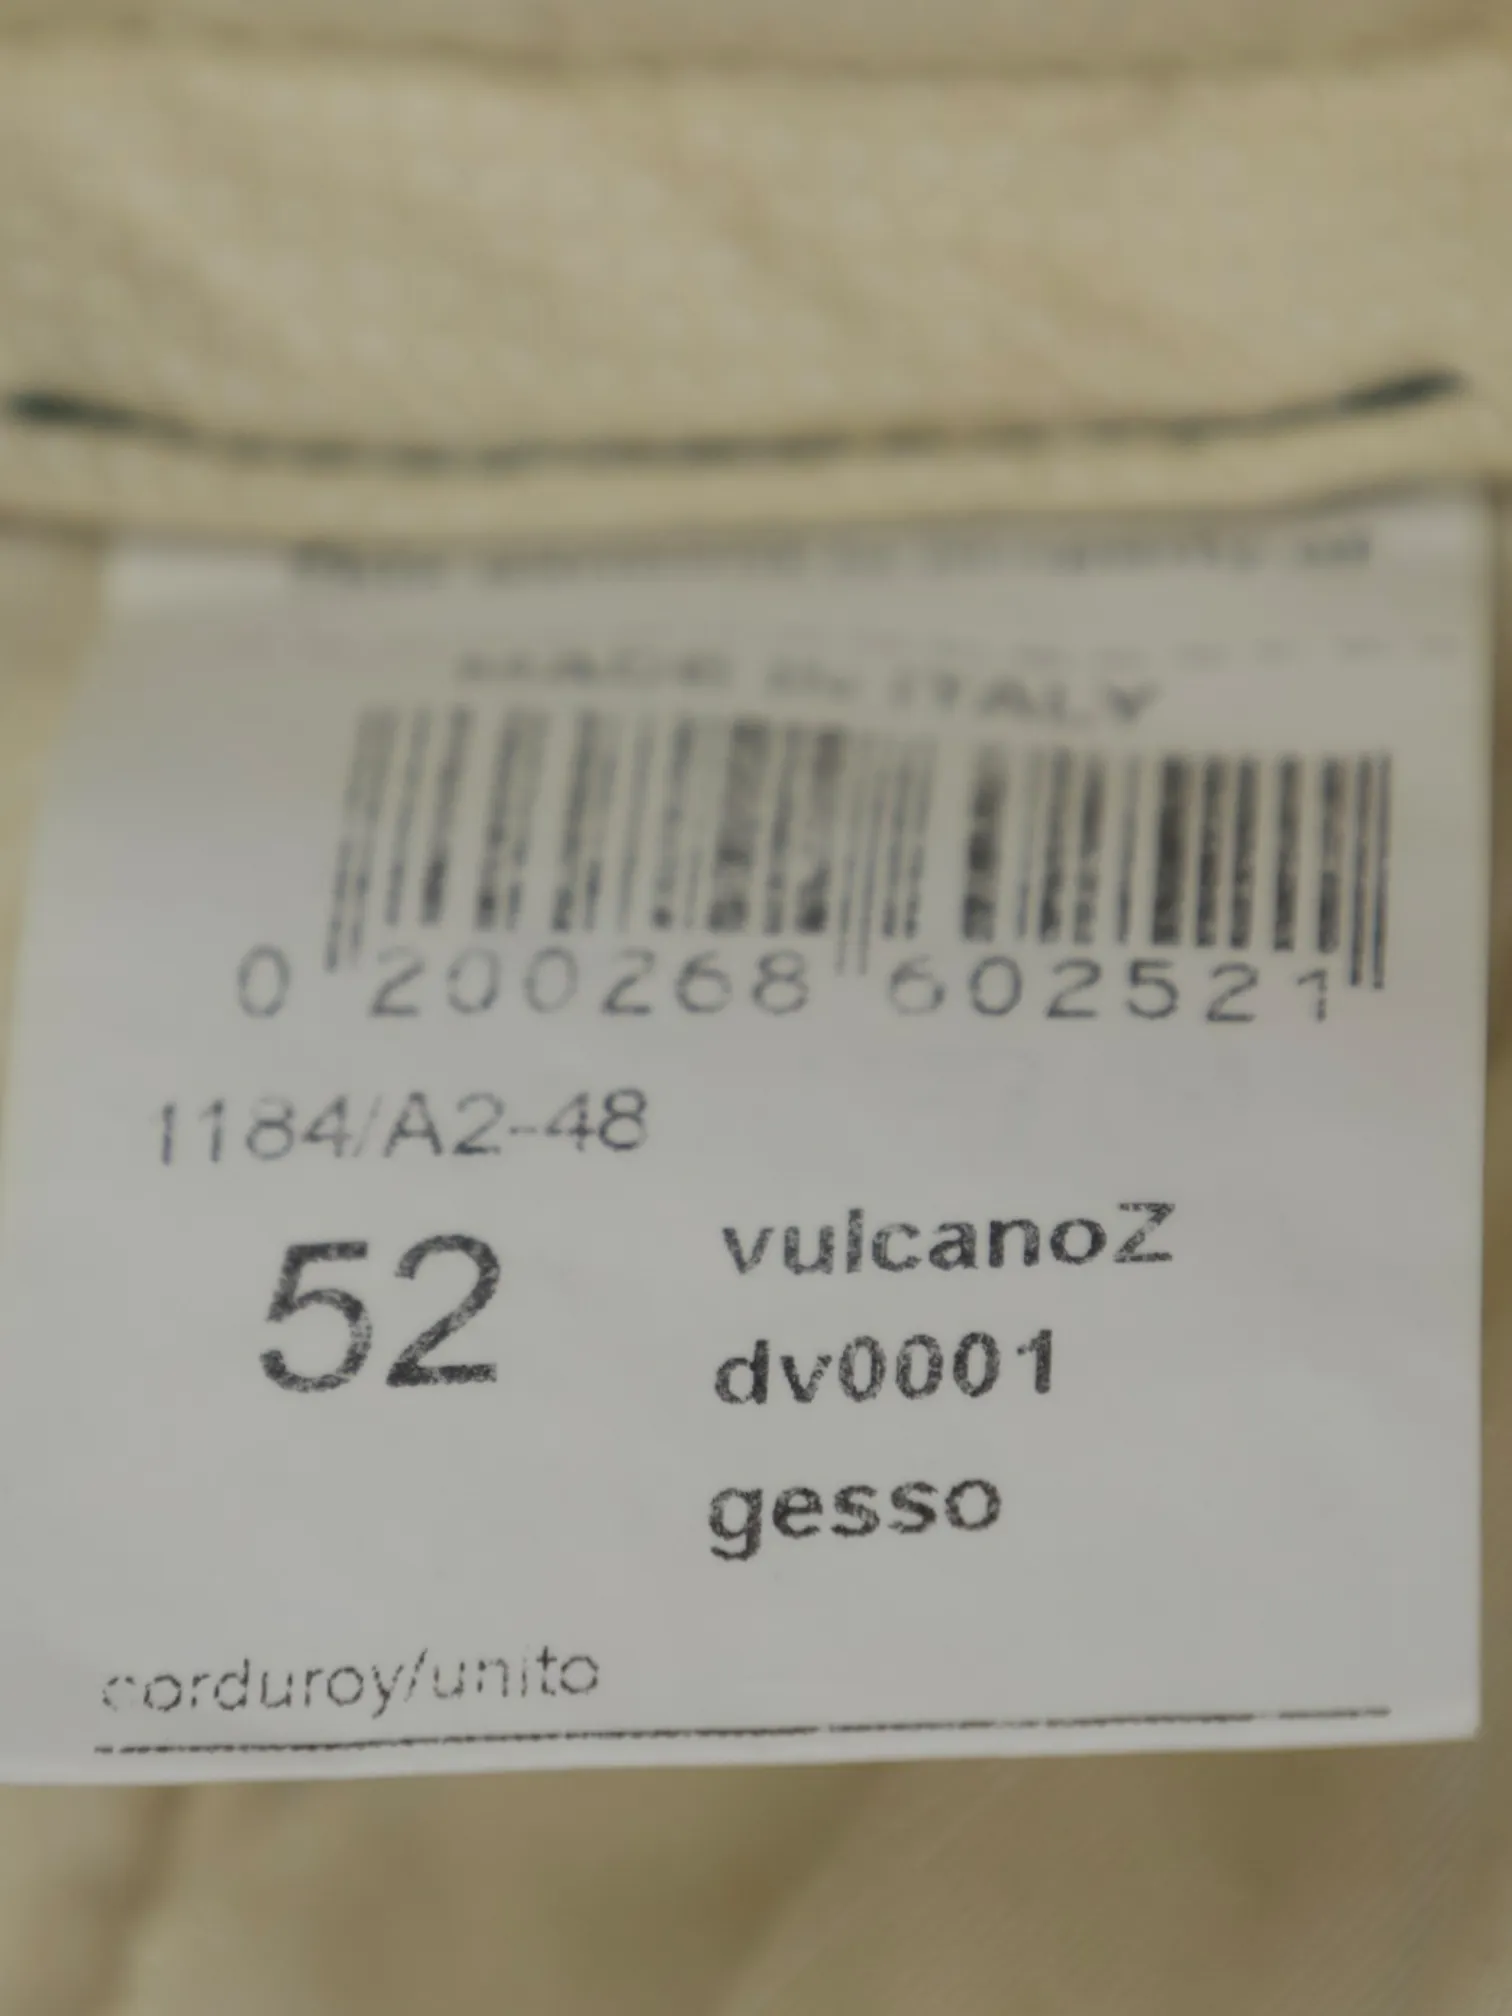 MADE IN ITALY
0 200268 602521
1184/A2-48
52
vulcanoZ
dv0001
gesso
corduroy/unito